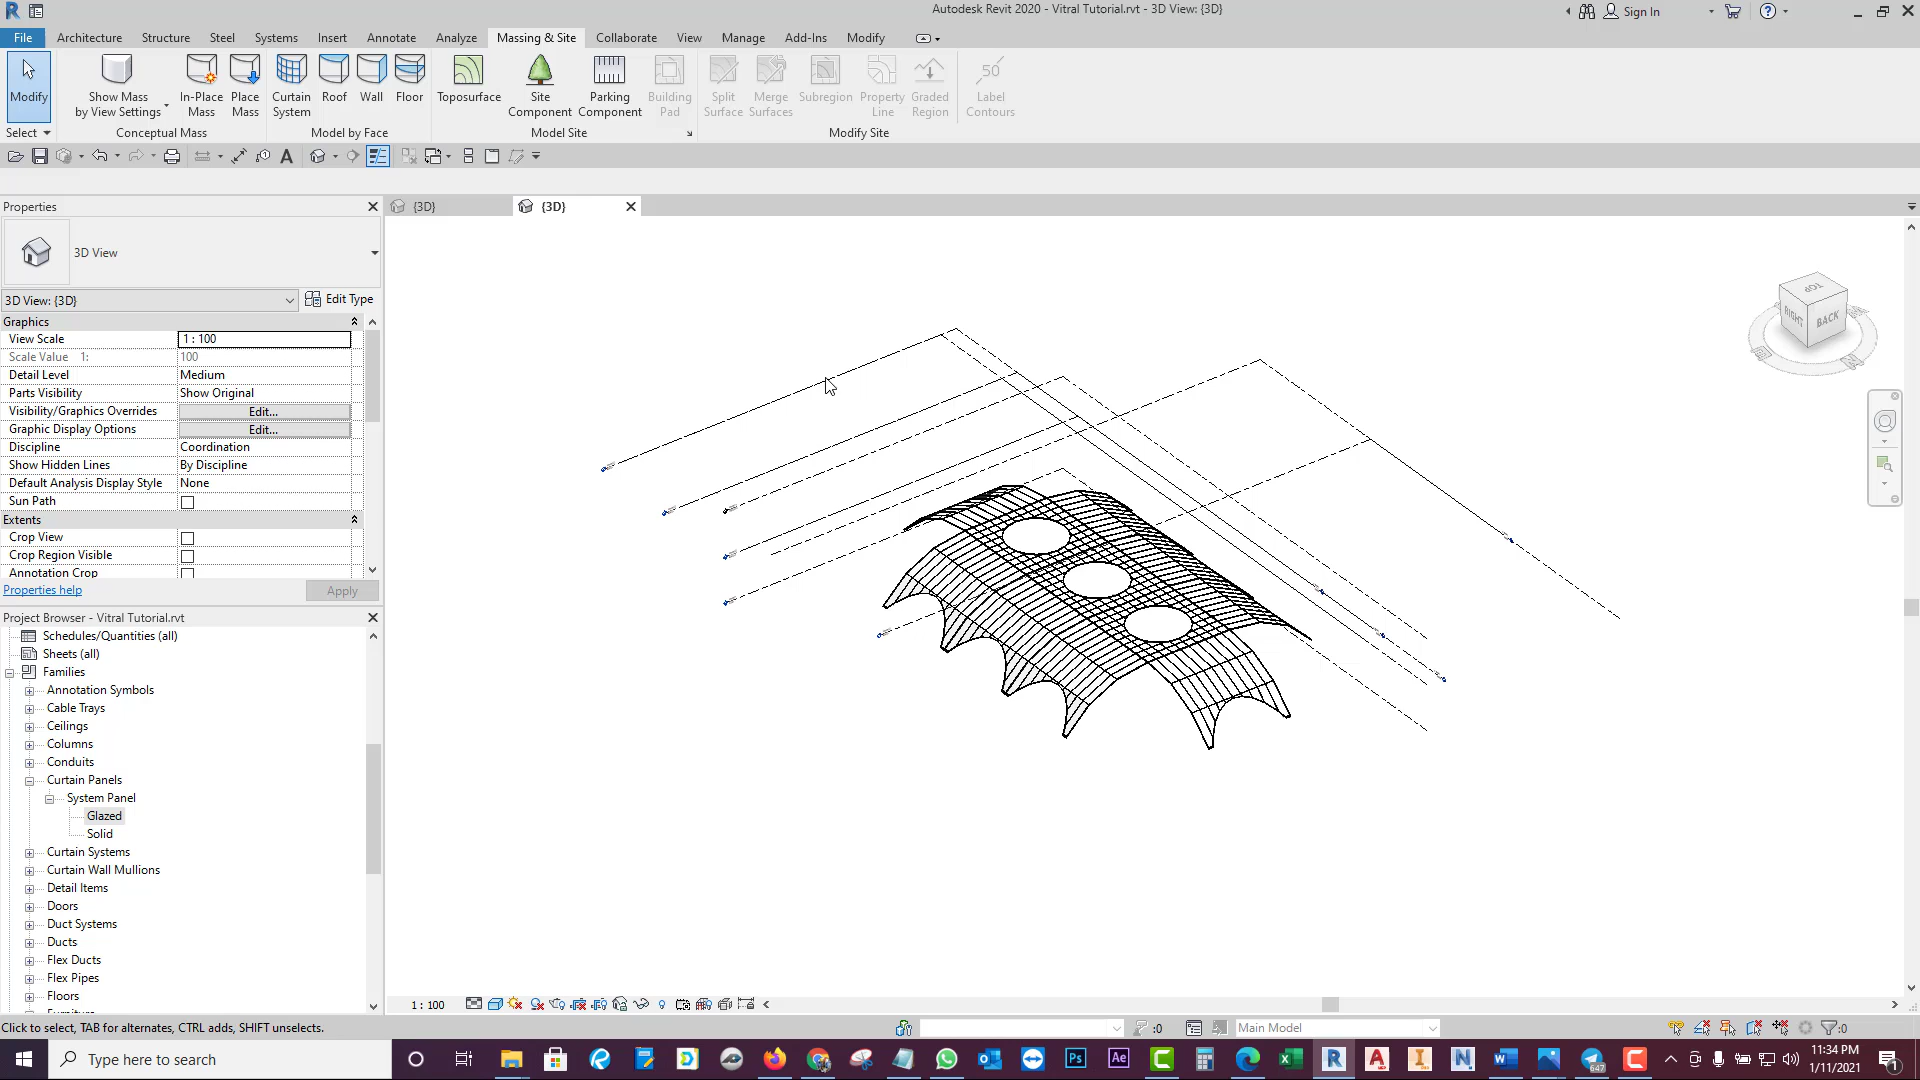 Autodesk Revit 2020 - Vitral Tutorial.rvt - 3D View: {3D}
Sign In
File Architecture Structure Steel Systems Insert Annotate Analyze Massing & Site Collaborate View Manage Add-Ins Modify
Modify
Show Mass
by View Settings
In-Place
Mass
Place
Mass
Curtain
System
Roof
Wall
Floor
Toposurface
Site
Component
Parking
Component
Building
Pad
Split
Surface
Merge
Surfaces
Subregion
Property
Line
Graded
Region
50
Label
Contours
Select
Conceptual Mass
Model by Face
Model Site
Modify Site
Properties
{3D}
{3D}
3D View
3D View: {3D}
Edit Type
Graphics
View Scale 1 : 100
Scale Value 1: 100
Detail Level Medium
Parts Visibility Show Original
Visibility/Graphics Overrides Edit...
Graphic Display Options Edit...
Discipline Coordination
Show Hidden Lines By Discipline
Default Analysis Display Style None
Sun Path
Extents
Crop View
Crop Region Visible
Annotation Crop
Properties help
Apply
TOP
RIGHT
BACK
Project Browser - Vitral Tutorial.rvt
Schedules/Quantities (all)
Sheets (all)
Families
Annotation Symbols
Cable Trays
Ceilings
Columns
Conduits
Curtain Panels
System Panel
Glazed
Solid
Curtain Systems
Curtain Wall Mullions
Detail Items
Doors
Duct Systems
Ducts
Flex Ducts
Flex Pipes
Floors
1 : 100
Click to select, TAB for alternates, CTRL adds, SHIFT unselects.
:0
Main Model
:0
Type here to search
Ps
Ae
647
11:34 PM
1/11/2021
1